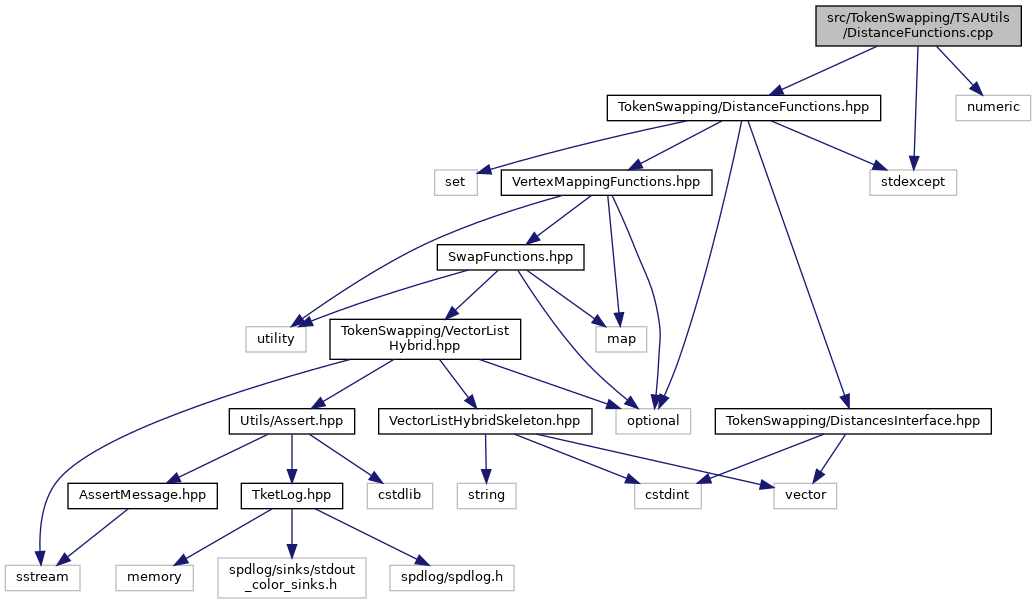 src/TokenSwapping/TSAUtils
/DistanceFunctions.cpp
TokenSwapping/DistanceFunctions.hpp
numeric
set
VertexMappingFunctions.hpp
stdexcept
SwapFunctions.hpp
utility
TokenSwapping/VectorList
Hybrid.hpp
map
Utils/Assert.hpp
VectorListHybridSkeleton.hpp
optional
TokenSwapping/DistancesInterface.hpp
AssertMessage.hpp
TketLog.hpp
cstdlib
string
cstdint
vector
sstream
memory
spdlog/sinks/stdout
_color_sinks.h
spdlog/spdlog.h